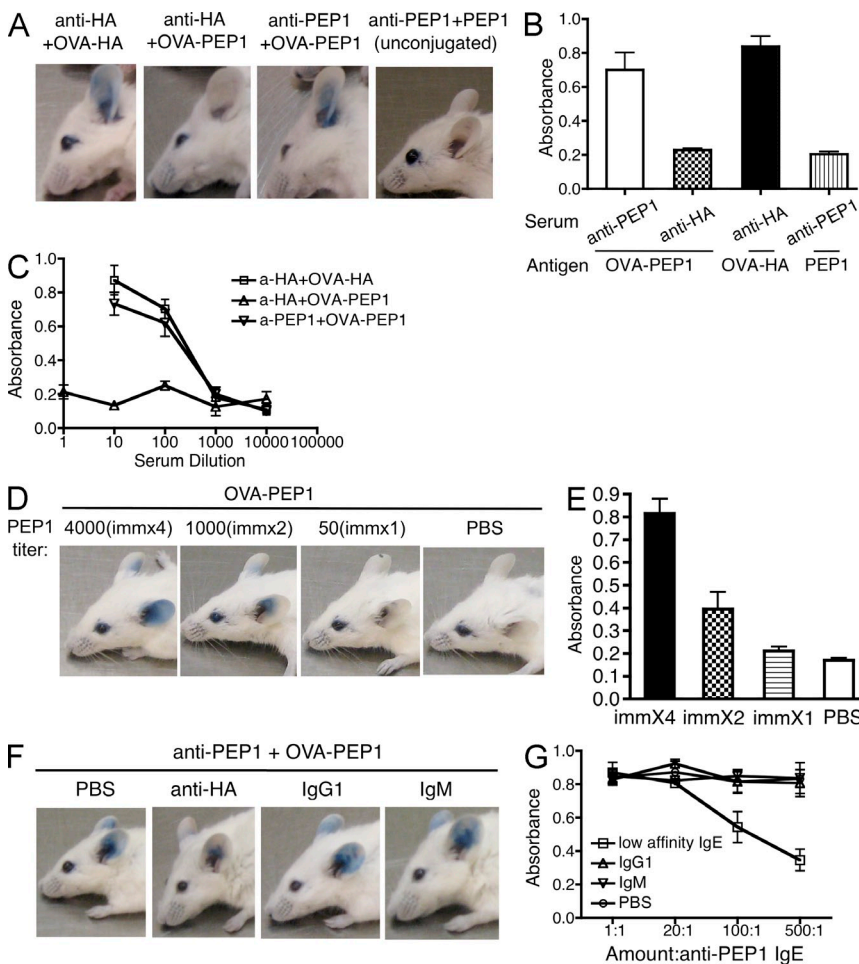 A
anti-HA
+OVA-HA
anti-HA
+OVA-PEP1
anti-PEP1
+OVA-PEP1
anti-PEP1+PEP1
(unconjugated)
B
Absorbance
0.8
0.6
0.4
0.2
0.0
Serum
anti-PEP1
anti-HA
anti-HA
anti-PEP1
Antigen
OVA-PEP1
OVA-HA
PEP1
C
Absorbance
1.0
0.8
0.6
0.4
0.2
0.0
a-HA+OVA-HA
a-HA+OVA-PEP1
a-PEP1+OVA-PEP1
1
10
100
1000
10000
100000
Serum Dilution
D
OVA-PEP1
PEP1
titer:
4000(immx4)
1000(immx2)
50(immx1)
PBS
E
Absorbance
0.9
0.8
0.7
0.6
0.5
0.4
0.3
0.2
0.1
0.0
immX4
immX2
immX1
PBS
F
anti-PEP1 + OVA-PEP1
PBS
anti-HA
IgG1
IgM
G
Absorbance
1.0
0.8
0.6
0.4
0.2
0.0
low affinity IgE
IgG1
IgM
PBS
1:1
20:1
100:1
500:1
Amount:anti-PEP1 IgE